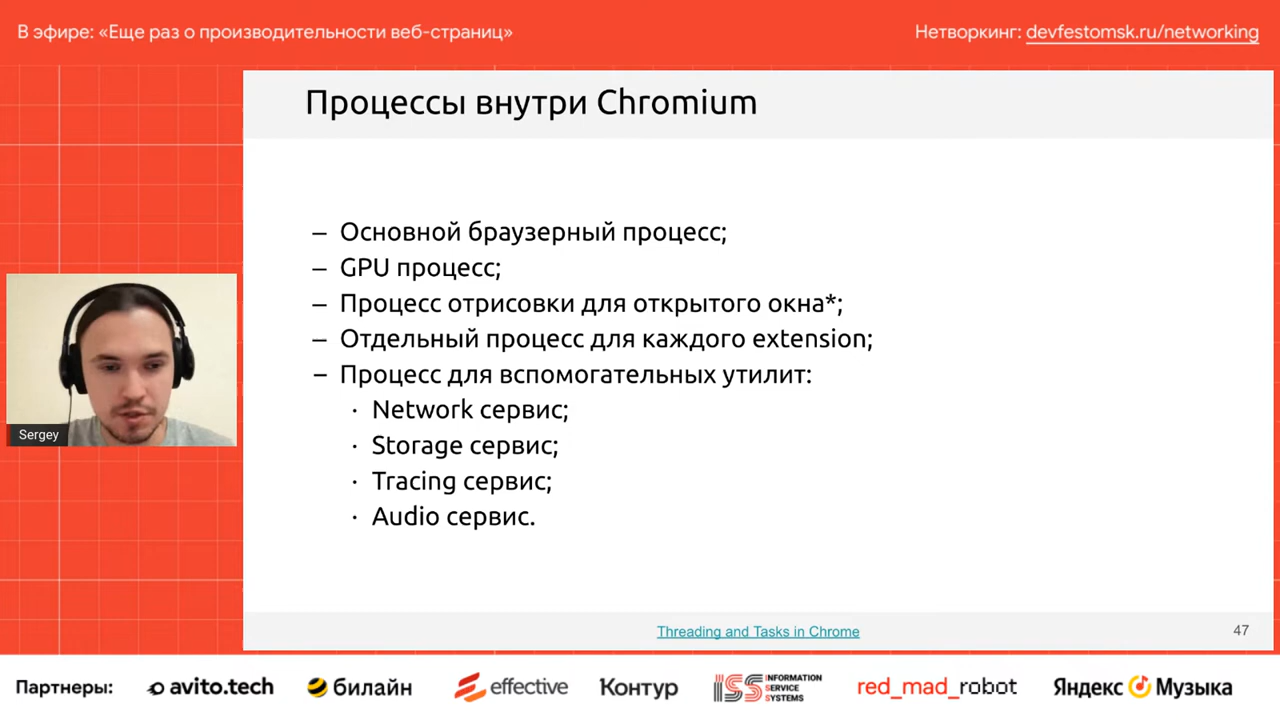 В эфире: «Еще раз о производительности веб-страниц»
Нетворкинг: devfestomsk.ru/networking
Процессы внутри Chromium
– Основной браузерный процесс;
– GPU процесс;
– Процесс отрисовки для открытого окна*;
– Отдельный процесс для каждого extension;
– Процесс для вспомогательных утилит:
· Network сервис;
· Storage сервис;
· Tracing сервис;
· Audio сервис.
Sergey
Threading and Tasks in Chrome
47
Партнеры: avito.tech билайн effective Контур ISS INFORMATION SERVICE SYSTEMS red_mad_robot Яндекс Музыка